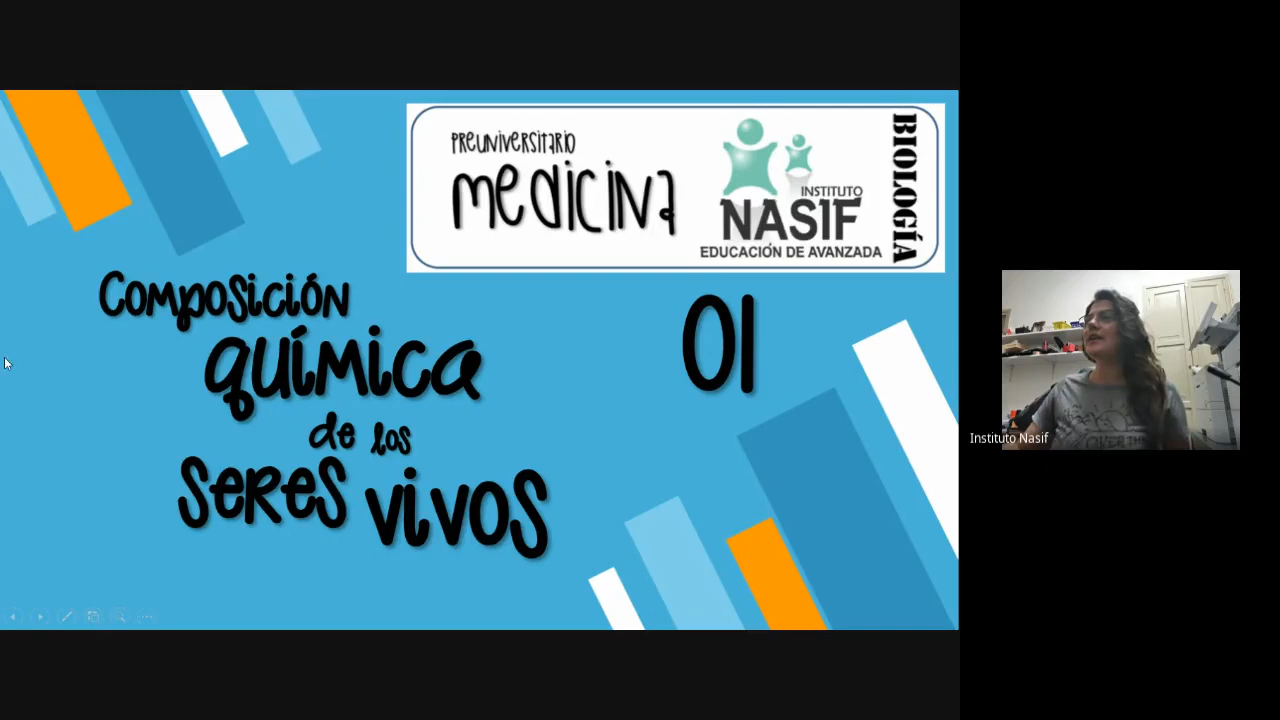 PREUNIVERSITARIO
MEDICINA
INSTITUTO
NASIF
EDUCACIÓN DE AVANZADA
BIOLOGÍA
Composición
química
de los
seres vivos
01
Instituto Nasif